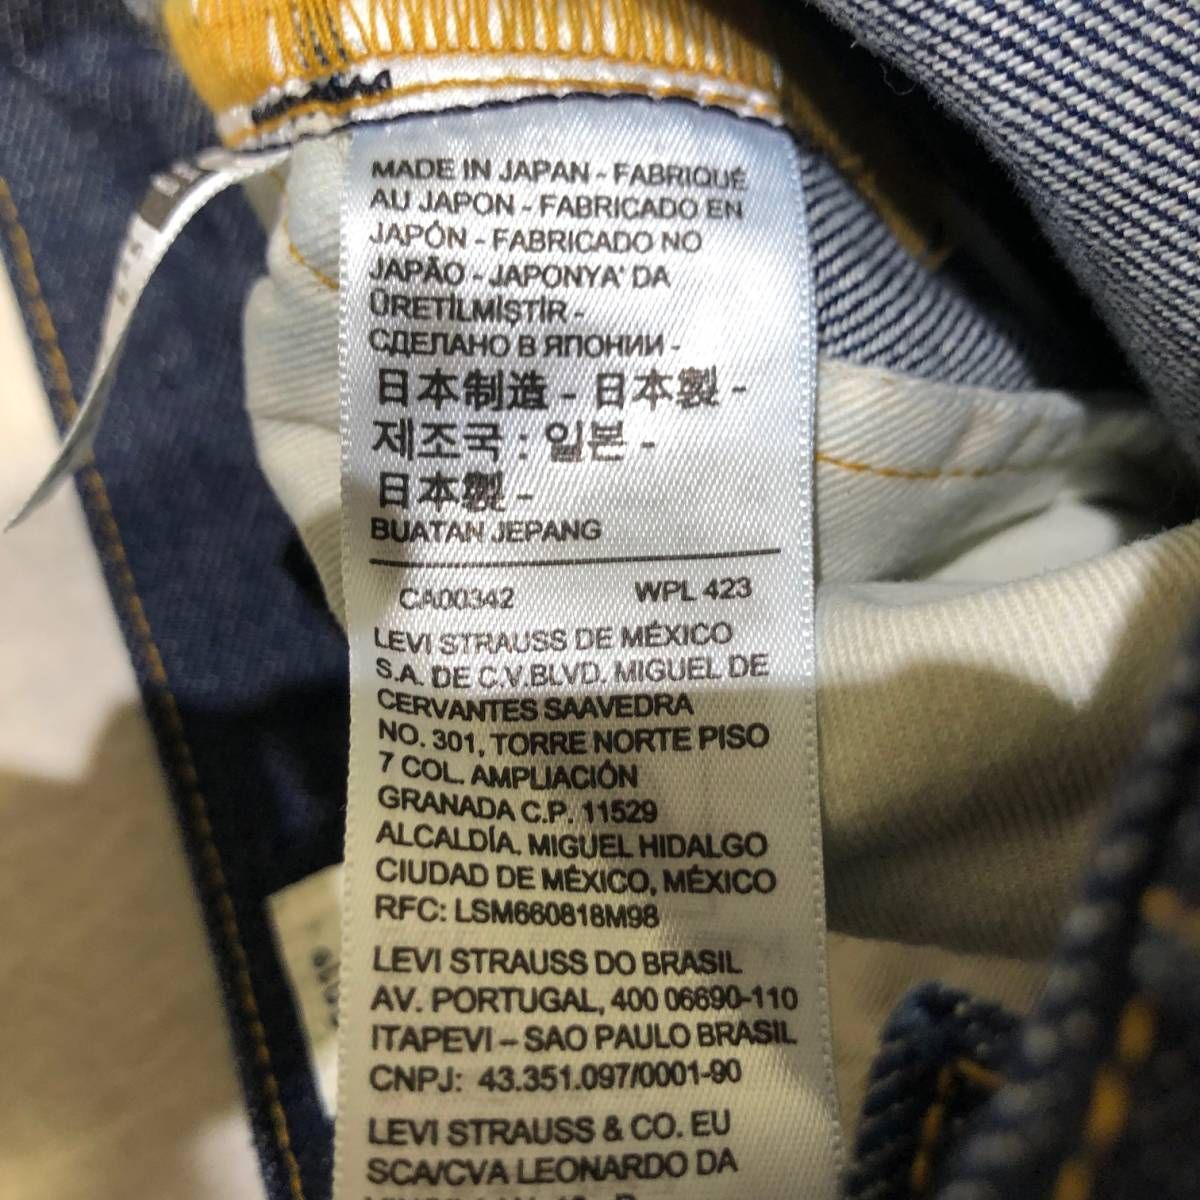 MADE IN JAPAN - FABRIQUÉ
AU JAPON - FABRICADO EN
JAPÓN - FABRICADO NO
JAPÃO - JAPONYA' DA
ÜRETİLMİŞTİR -
СДЕЛАНО В ЯПОНИИ -
日本制造 - 日本製 -
제조국 : 일본 -
日本製 -
BUATAN JEPANG
CA00342 WPL 423
LEVI STRAUSS DE MÉXICO
S.A. DE C.V.BLVD. MIGUEL DE
CERVANTES SAAVEDRA
NO. 301, TORRE NORTE PISO
7 COL. AMPLIACIÓN
GRANADA C.P. 11529
ALCALDÍA. MIGUEL HIDALGO
CIUDAD DE MÉXICO, MÉXICO
RFC: LSM660818M98
LEVI STRAUSS DO BRASIL
AV. PORTUGAL, 400 06690-110
ITAPEVI – SAO PAULO BRASIL
CNPJ: 43.351.097/0001-90
LEVI STRAUSS & CO. EU
SCA/CVA LEONARDO DA